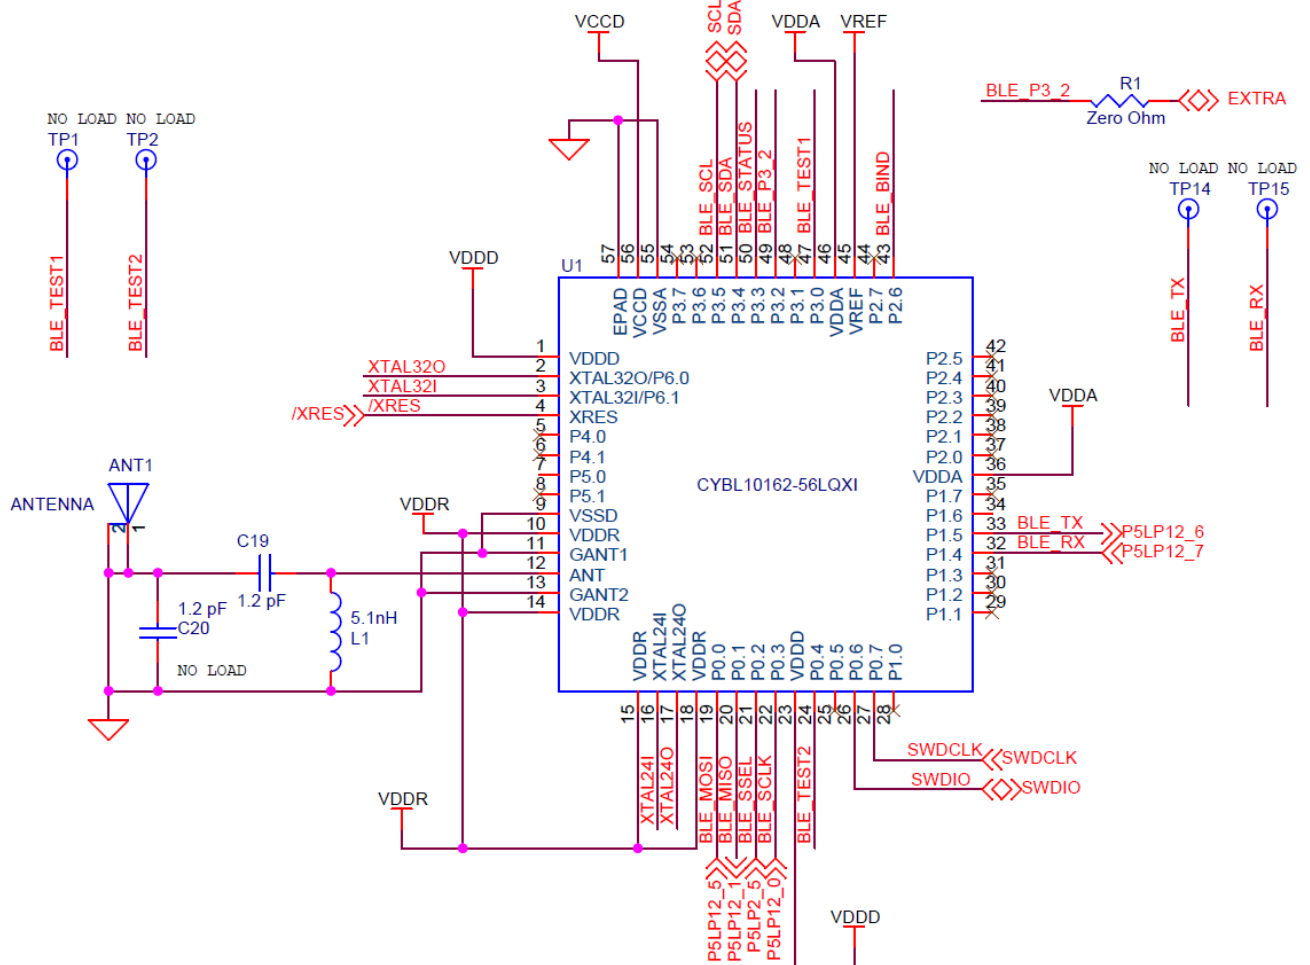 SCL
SDA
VCCD
VDDA
VREF
BLE_P3_2
R1
Zero Ohm
EXTRA
NO LOAD
TP1
NO LOAD
TP2
NO LOAD
TP14
NO LOAD
TP15
BLE_TEST1
BLE_TEST2
BLE_TX
BLE_RX
BLE_SCL
BLE_SDA
BLE_STATUS
BLE_P3_2
BLE_TEST1
BLE_BIND
57
56
55
54
53
52
51
50
49
48
47
46
45
44
43
U1
EPAD
VCCD
VSSA
P3.7
P3.6
P3.5
P3.4
P3.3
P3.2
P3.1
P3.0
VDDA
VREF
P2.7
P2.6
VDDD
XTAL32O
XTAL32I
/XRES
/XRES
1
2
3
4
5
6
7
8
9
10
11
12
13
14
VDDD
XTAL32O/P6.0
XTAL32I/P6.1
XRES
P4.0
P4.1
P5.0
P5.1
VSSD
VDDR
GANT1
ANT
GANT2
VDDR
CYBL10162-56LQXI
P2.5
P2.4
P2.3
P2.2
P2.1
P2.0
VDDA
P1.7
P1.6
P1.5
P1.4
P1.3
P1.2
P1.1
42
41
40
39
38
37
36
35
34
33
32
31
30
29
VDDA
BLE_TX
P5LP12_6
BLE_RX
P5LP12_7
ANT1
ANTENNA
2
1
VDDR
C19
1.2 pF
1.2 pF
C20
NO LOAD
5.1nH
L1
VDDR
XTAL24I
XTAL24O
VDDR
P0.0
P0.1
P0.2
P0.3
VDDD
P0.4
P0.5
P0.6
P0.7
P1.0
15
16
17
18
19
20
21
22
23
24
25
26
27
28
XTAL24I
XTAL24O
BLE_MOSI
BLE_MISO
BLE_SSEL
BLE_SCLK
BLE_TEST2
SWDCLK
SWDCLK
SWDIO
SWDIO
VDDR
P5LP12_5
P5LP12_1
P5LP2_5
P5LP12_0
VDDD